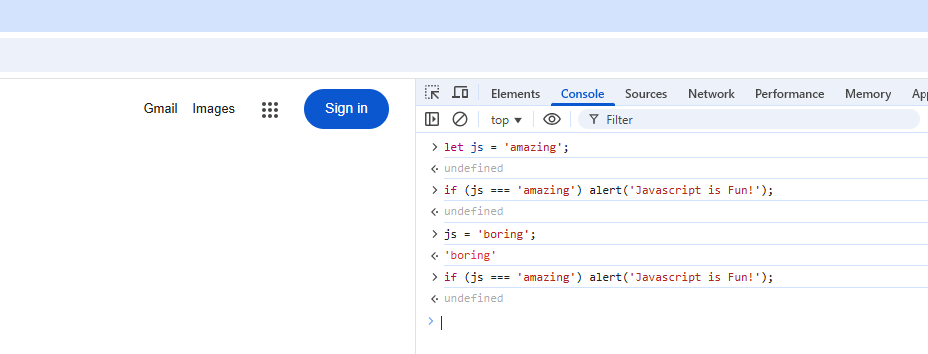 Gmail Images Sign in
Elements Console Sources Network Performance Memory Ap
top Filter
let js = 'amazing';
undefined
if (js === 'amazing') alert('Javascript is Fun!');
undefined
js = 'boring';
'boring'
if (js === 'amazing') alert('Javascript is Fun!');
undefined